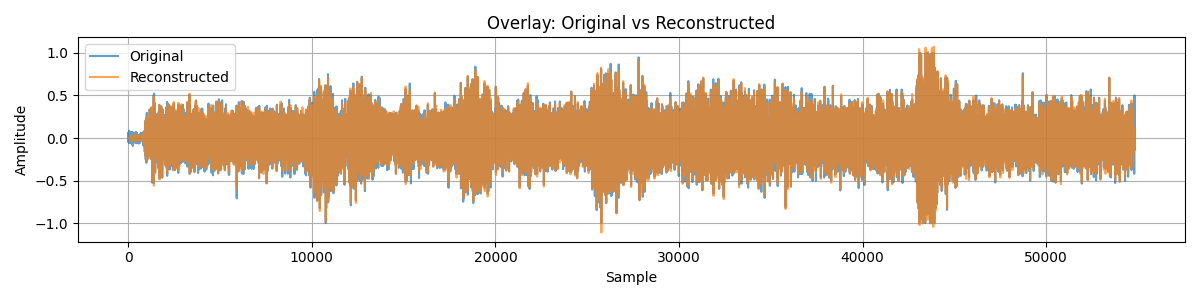 Overlay: Original vs Reconstructed
Original
Reconstructed
1.0
0.5
0.0
−0.5
−1.0
Amplitude
0 10000 20000 30000 40000 50000
Sample